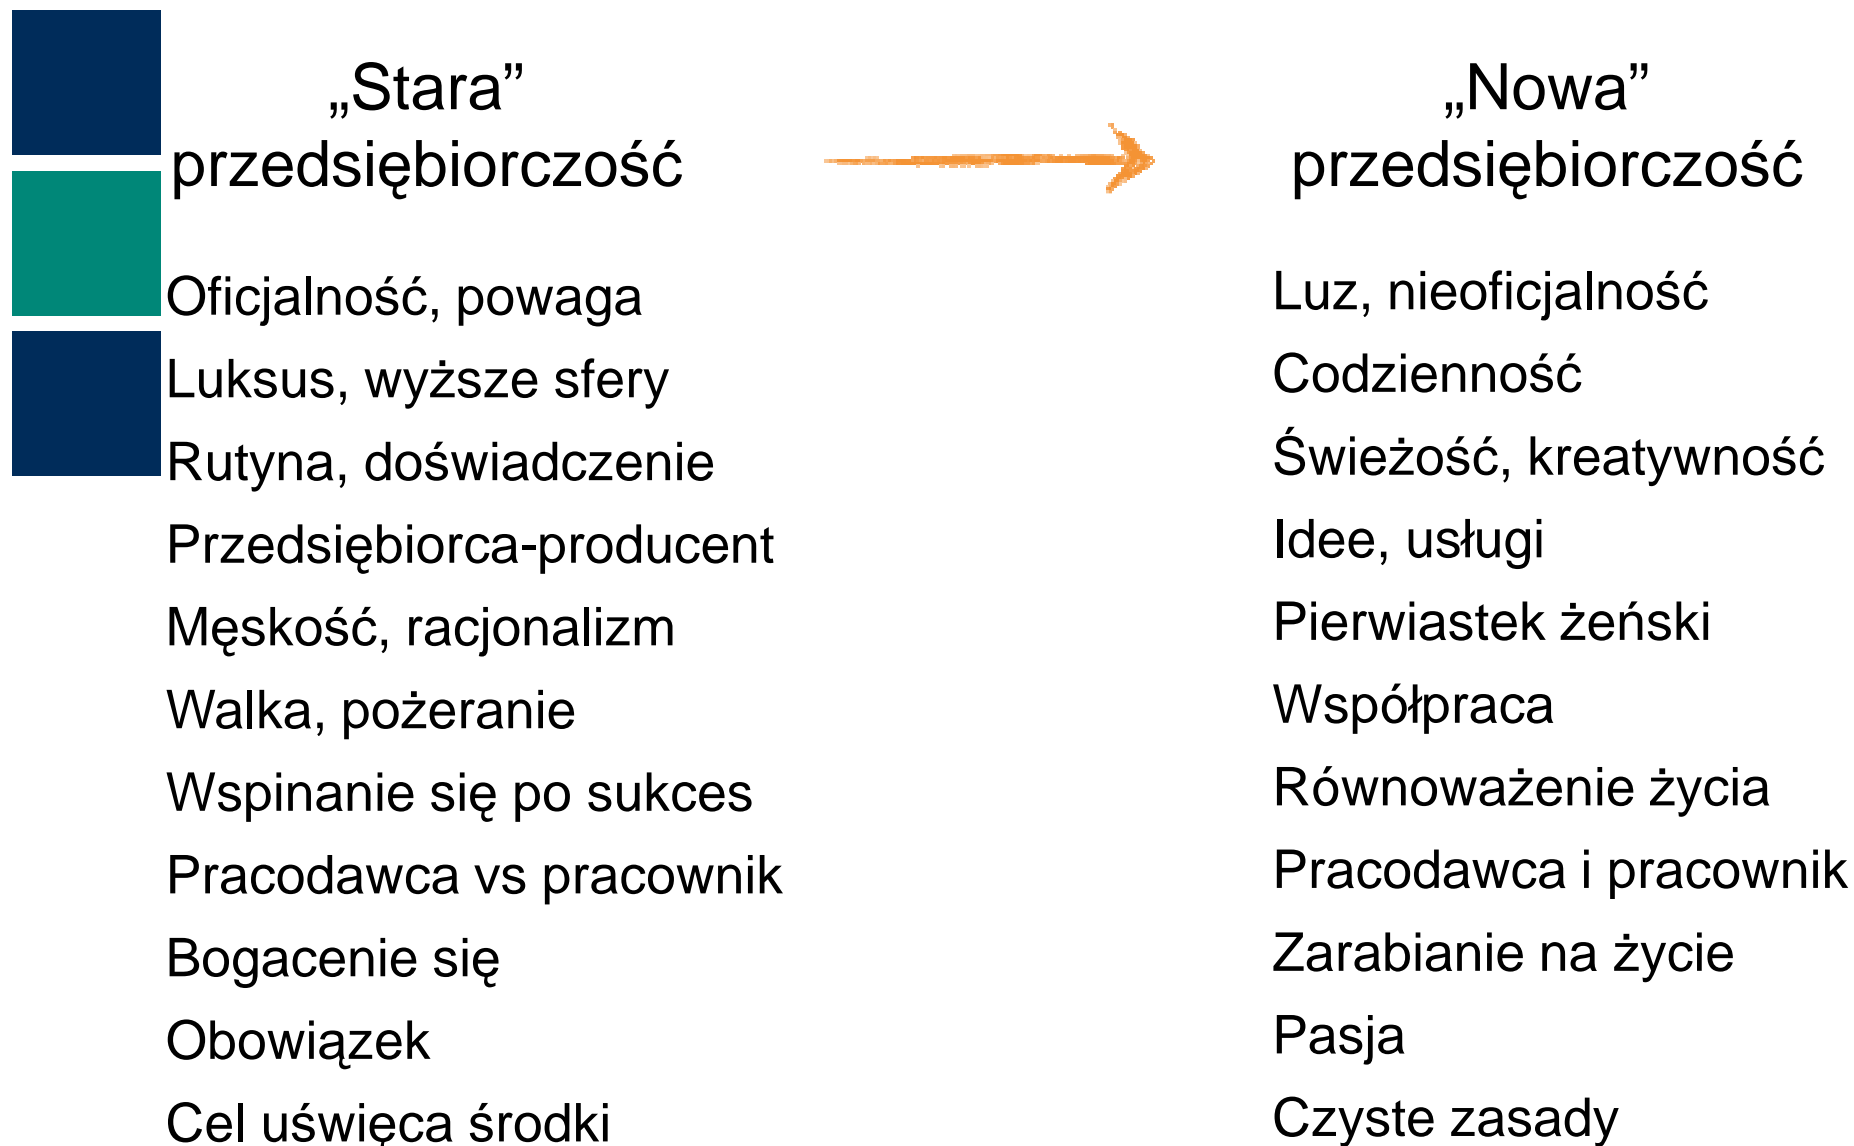 „Stara”
przedsiębiorczość
Oficjalność, powaga
Luksus, wyższe sfery
Rutyna, doświadczenie
Przedsiębiorca-producent
Męskość, racjonalizm
Walka, pożeranie
Wspinanie się po sukces
Pracodawca vs pracownik
Bogacenie się
Obowiązek
Cel uświęca środki
„Nowa”
przedsiębiorczość
Luz, nieoficjalność
Codzienność
Świeżość, kreatywność
Idee, usługi
Pierwiastek żeński
Współpraca
Równoważenie życia
Pracodawca i pracownik
Zarabianie na życie
Pasja
Czyste zasady